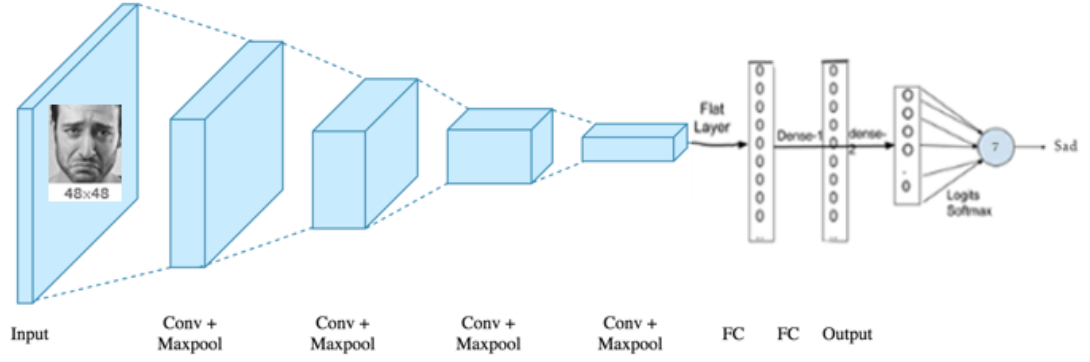 48x48
Flat
Layer
Dense-1
dense-
2
7
Sad
Logits
Softmax
Input
Conv +
Maxpool
Conv +
Maxpool
Conv +
Maxpool
Conv +
Maxpool
FC
FC
Output